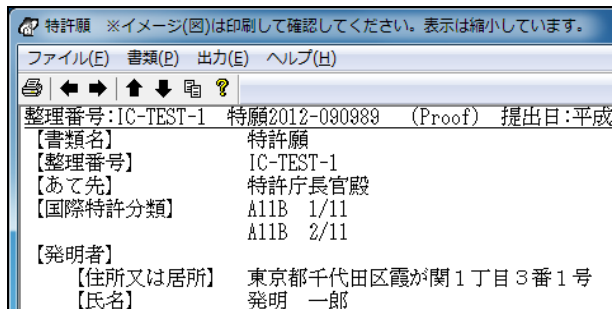 特許願　※イメージ(図)は印刷して確認してください。表示は縮小しています。
ファイル(F)　書類(P)　出力(E)　ヘルプ(H)
整理番号:IC-TEST-1　特願2012-090989　(Proof)　提出日:平成
【書類名】　特許願
【整理番号】　IC-TEST-1
【あて先】　特許庁長官殿
【国際特許分類】　A11B　1/11
A11B　2/11
【発明者】
【住所又は居所】　東京都千代田区霞が関１丁目３番１号
【氏名】　発明　一郎